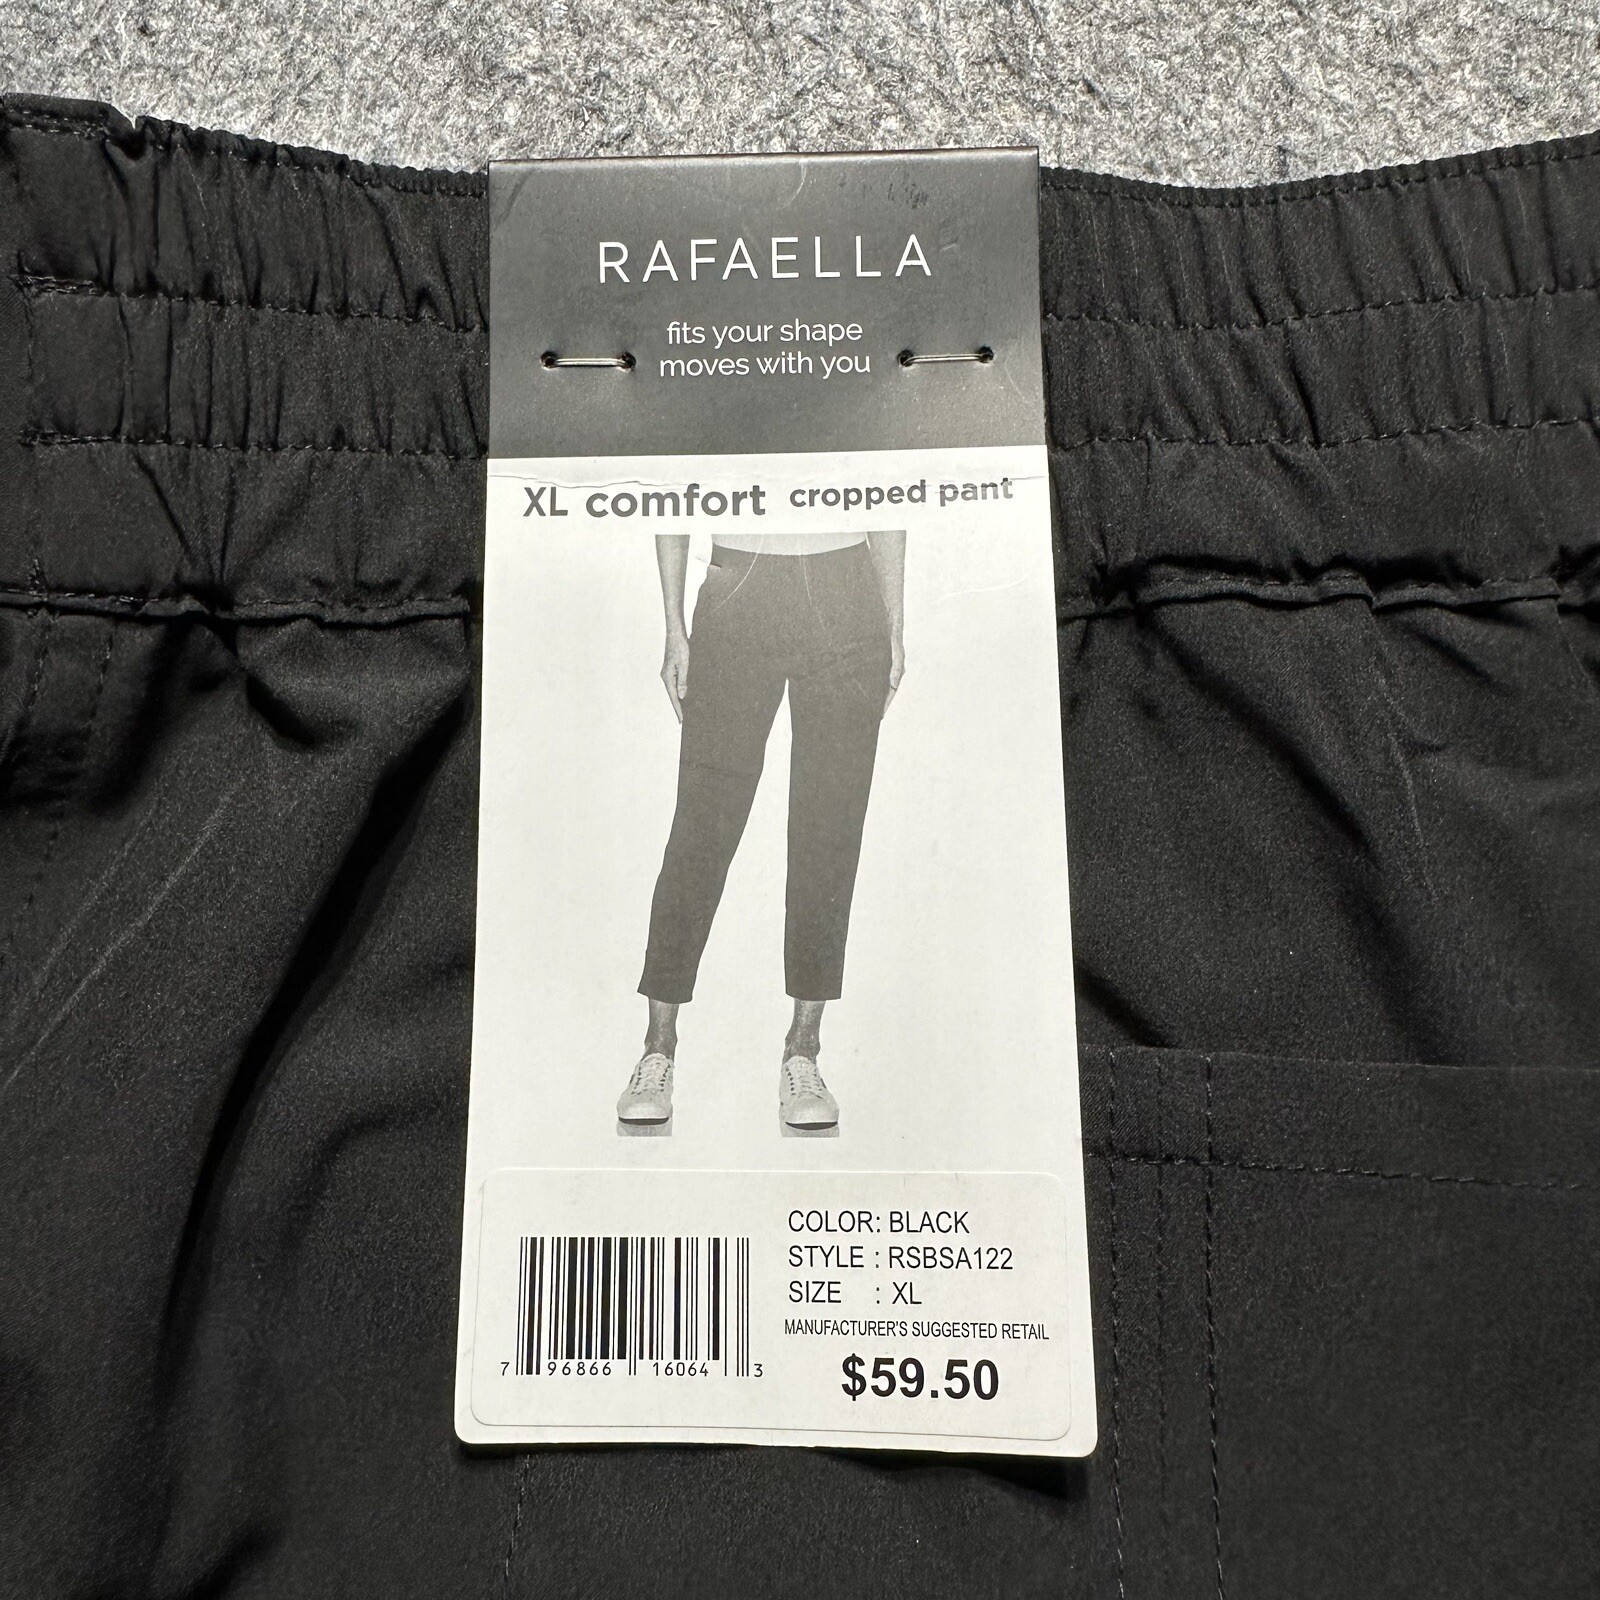 RAFAELLA
fits your shape
moves with you
XL comfort cropped pant
COLOR: BLACK
STYLE : RSBSA122
SIZE : XL
MANUFACTURER'S SUGGESTED RETAIL
$59.50
7 96866 16064 3